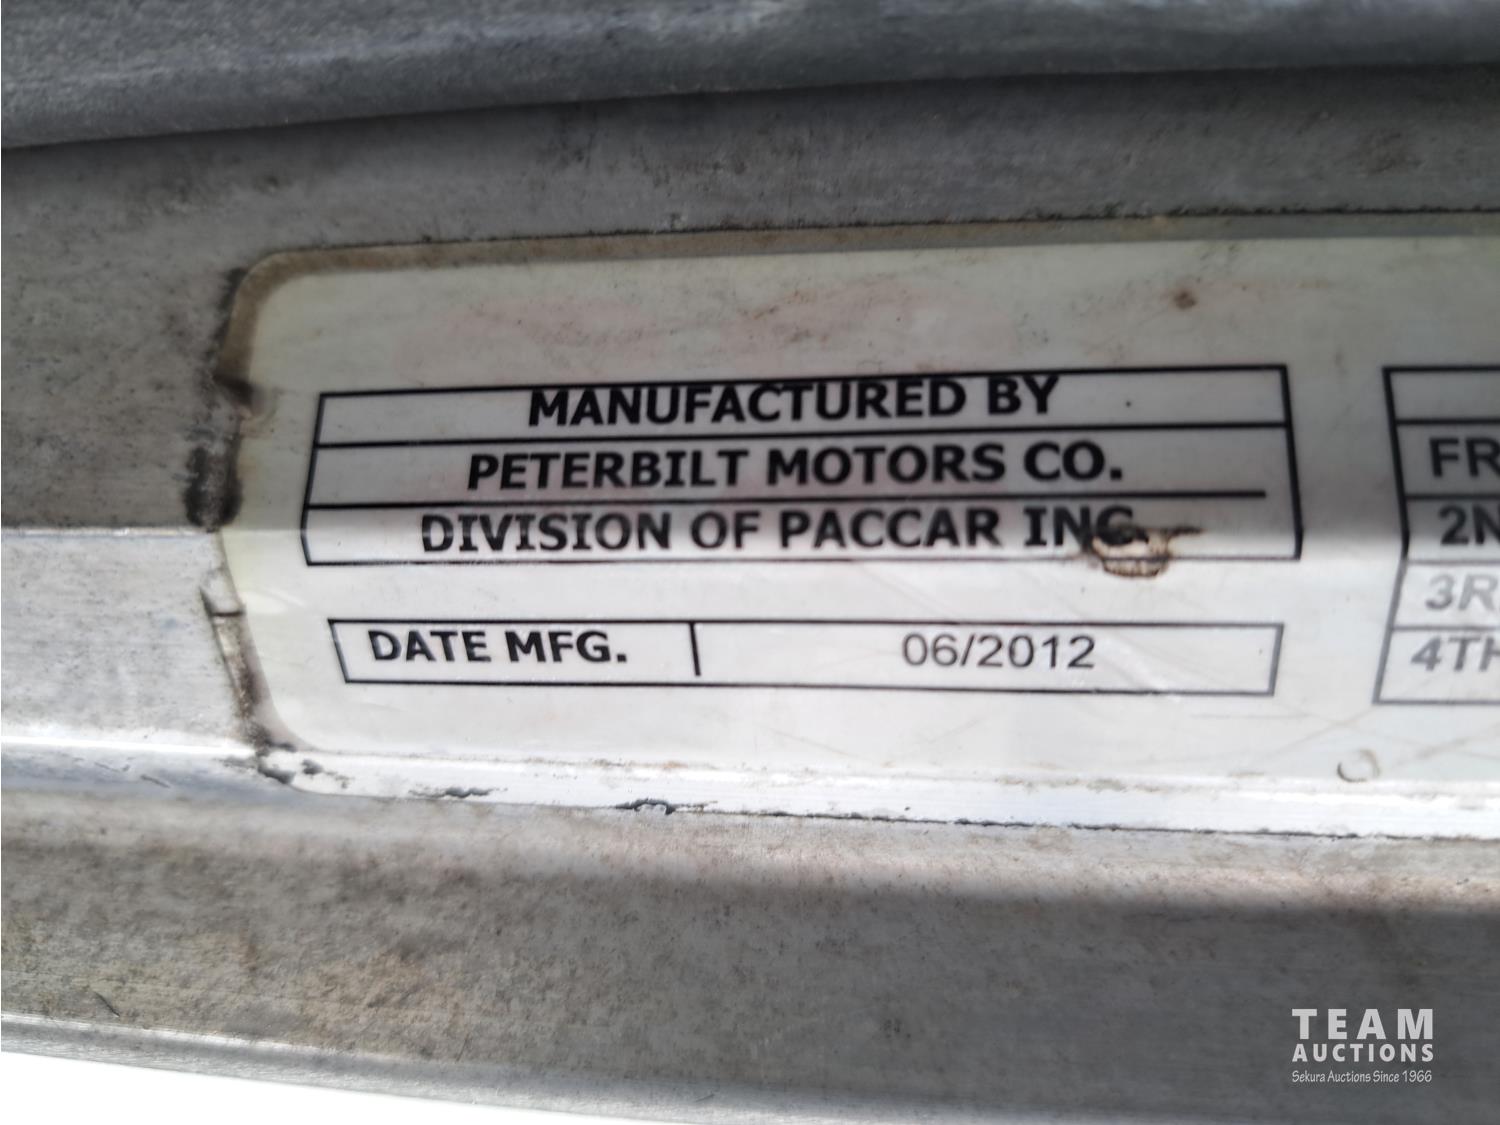 MANUFACTURED BY
PETERBILT MOTORS CO.
DIVISION OF PACCAR INC.
DATE MFG. 06/2012
FR
2N
3R
4TH
TEAM
AUCTIONS
Sekura Auctions Since 1966